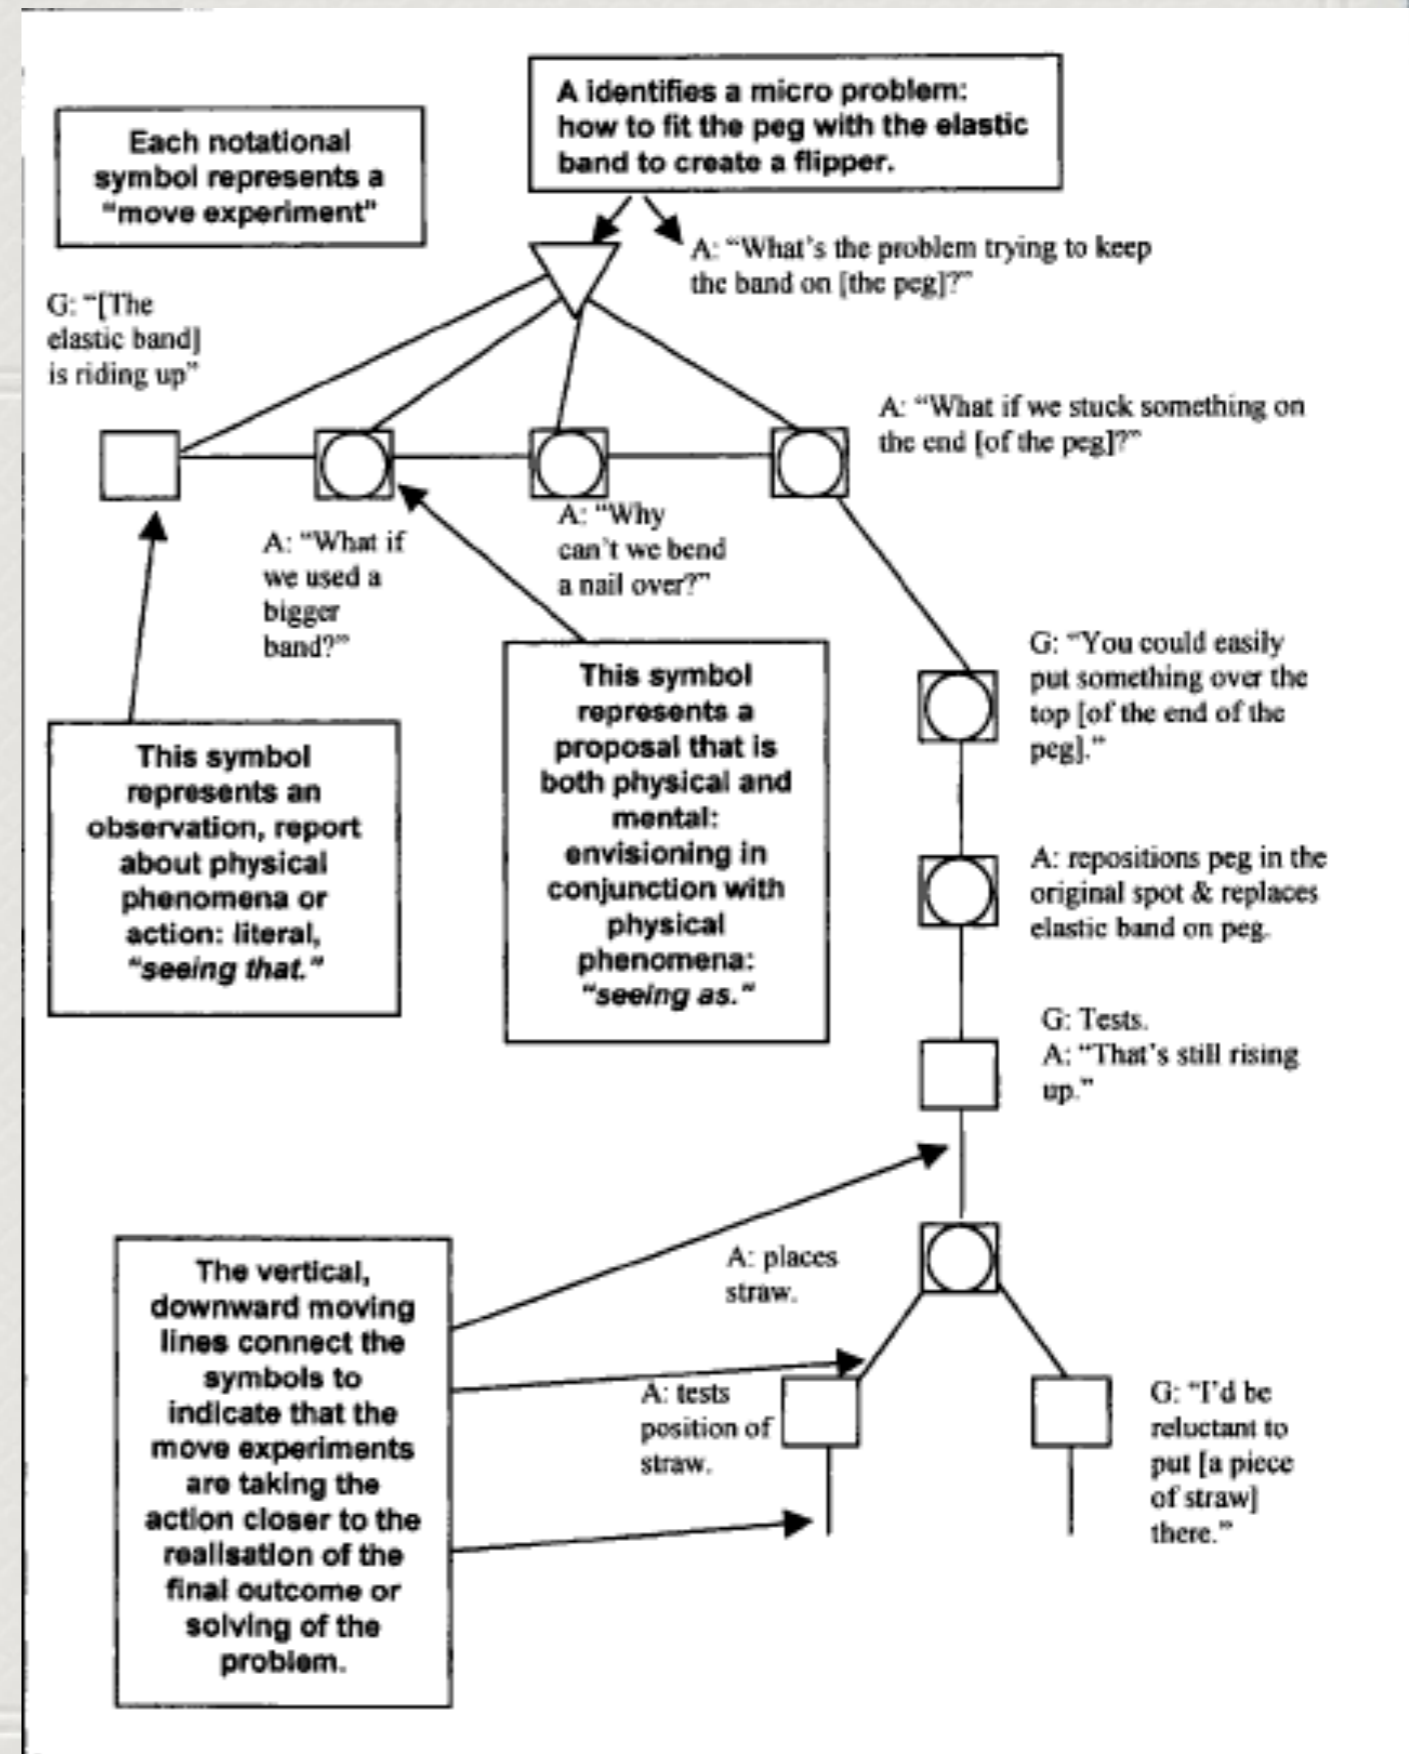 Each notational
symbol represents a
“move experiment”
A identifies a micro problem:
how to fit the peg with the elastic
band to create a flipper.
A: “What’s the problem trying to keep
the band on [the peg]?”
G: “[The
elastic band]
is riding up”
A: “What if we stuck something on
the end [of the peg]?”
A: “What if
we used a
bigger
band?”
A: “Why
can’t we bend
a nail over?”
This symbol
represents an
observation, report
about physical
phenomena or
action: literal,
“seeing that.”
This symbol
represents a
proposal that is
both physical and
mental:
envisioning in
conjunction with
physical
phenomena:
“seeing as.”
G: “You could easily
put something over the
top [of the end of the
peg].”
A: repositions peg in the
original spot & replaces
elastic band on peg.
G: Tests.
A: “That’s still rising
up.”
The vertical,
downward moving
lines connect the
symbols to
indicate that the
move experiments
are taking the
action closer to the
realisation of the
final outcome or
solving of the
problem.
A: places
straw.
A: tests
position of
straw.
G: “I’d be
reluctant to
put [a piece
of straw]
there.”